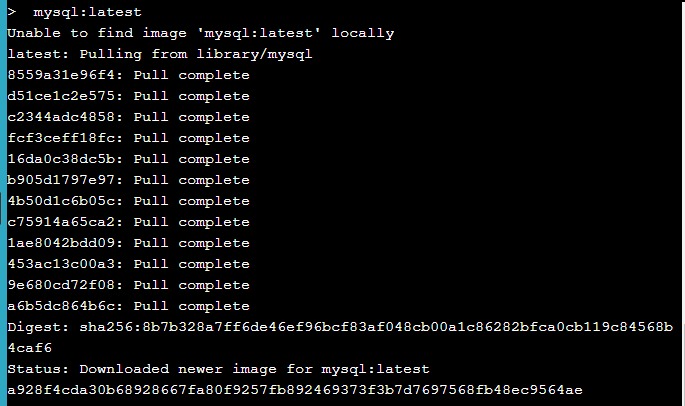 >  mysql:latest
Unable to find image 'mysql:latest' locally
latest: Pulling from library/mysql
8559a31e96f4: Pull complete
d51ce1c2e575: Pull complete
c2344adc4858: Pull complete
fcf3ceff18fc: Pull complete
16da0c38dc5b: Pull complete
b905d1797e97: Pull complete
4b50d1c6b05c: Pull complete
c75914a65ca2: Pull complete
1ae8042bdd09: Pull complete
453ac13c00a3: Pull complete
9e680cd72f08: Pull complete
a6b5dc864b6c: Pull complete
Digest: sha256:8b7b328a7ff6de46ef96bcf83af048cb00a1c86282bfca0cb119c84568b
4caf6
Status: Downloaded newer image for mysql:latest
a928f4cda30b68928667fa80f9257fb892469373f3b7d7697568fb48ec9564ae